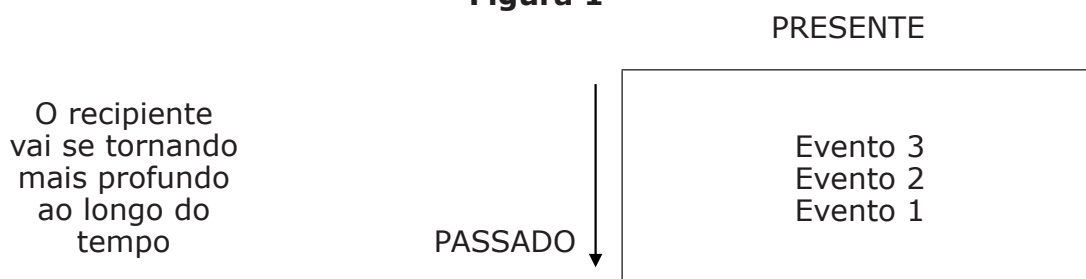 Figura 1
PRESENTE
O recipiente
vai se tornando
mais profundo
ao longo do
tempo
PASSADO
Evento 3
Evento 2
Evento 1